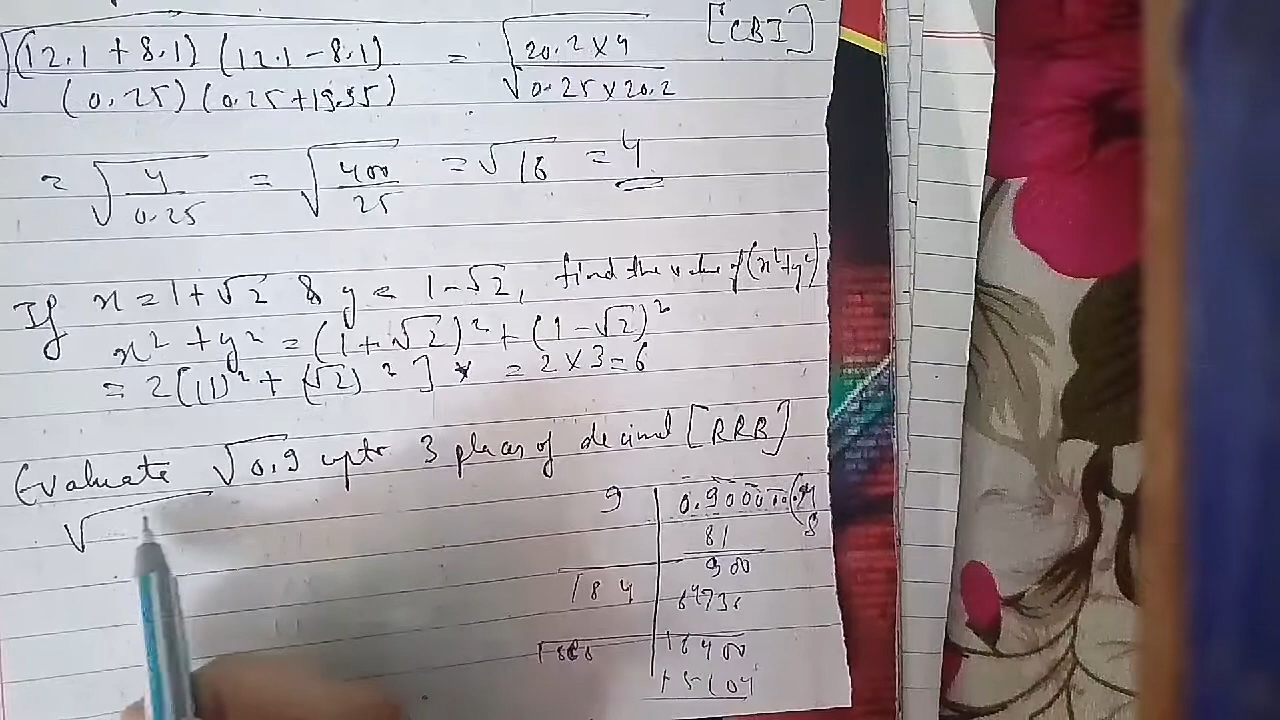 √(12.1 + 8.1) (12.1 - 8.1) = √20.2 x 4 [CBI]
(0.25) (0.25 + 19.95) √0.25 x 20.2
= √4/0.25 = √400/25 = √16 = 4
If x = 1 + √2 & y = 1 - √2, find the value of (x² + y²)
x² + y² = (1 + √2)² + (1 - √2)²
= 2[(1)² + (√2)²] = 2 x 3 = 6
Evaluate √0.9 upto 3 places of decimal [RRB]
√ 9 0.900000
81
900
184